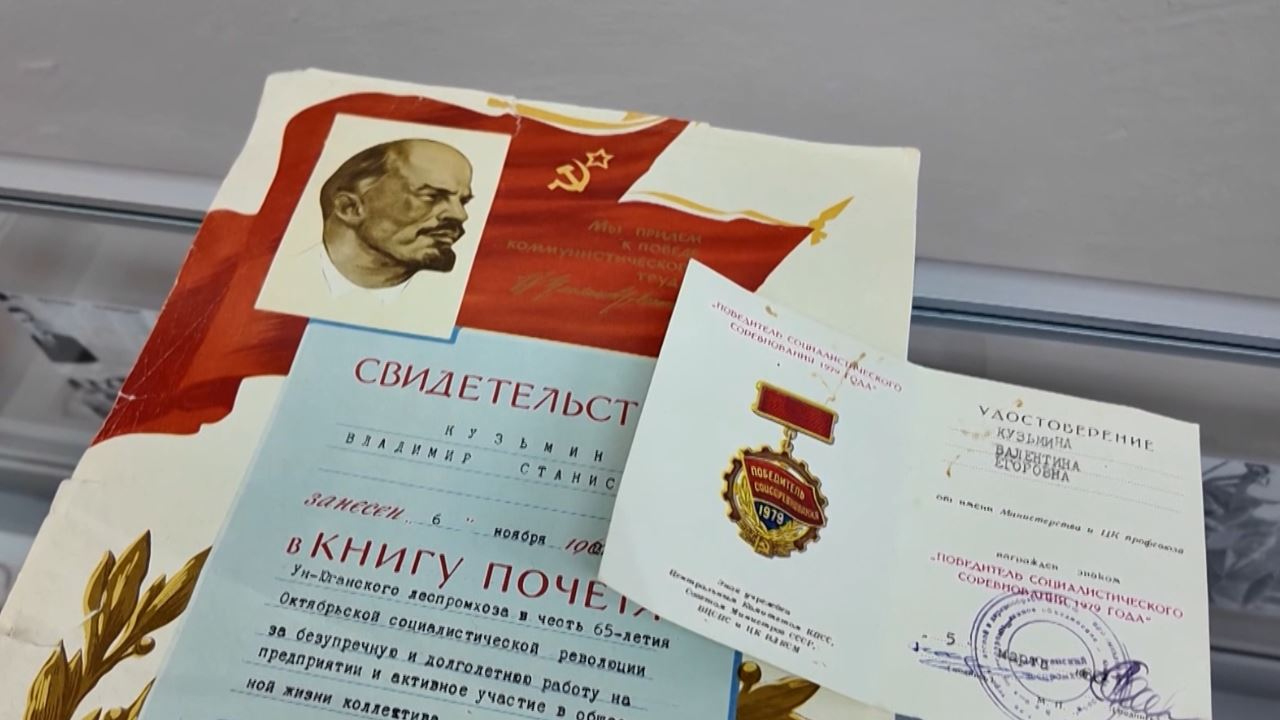 Мы придем
к победе
коммунистического
труда
СВИДЕТЕЛЬСТ
КУЗЬМИН
ВЛАДИМИР СТАНИС
занесен „ 6 " ноября 19
в КНИГУ ПОЧЕТА
Ун-Юганского леспромхоза в честь 65-летия
Октябрьской социалистической революции
за безупречную и долголетнюю работу на
предприятии и активное участие в обще
ной жизни коллектива
„ПОБЕДИТЕЛЬ СОЦИАЛИСТИЧЕСКОГО
СОРЕВНОВАНИЯ 1979 ГОДА"
ПОБЕДИТЕЛЬ
СОЦСОРЕВНОВАНИЯ
1979
Знак учрежден
Центральным Комитетом КПСС,
Советом Министров СССР,
ВЦСПС и ЦК ВЛКСМ
УДОСТОВЕРЕНИЕ
КУЗЬМИНА
ВАЛЕНТИНА
ЕГОРОВНА
от имени Министерства и ЦК профсоюза
награжден знаком
„ПОБЕДИТЕЛЬ СОЦИАЛИСТИЧЕСКОГО
СОРЕВНОВАНИЯ 1979 ГОДА"
5 марта
М. П.